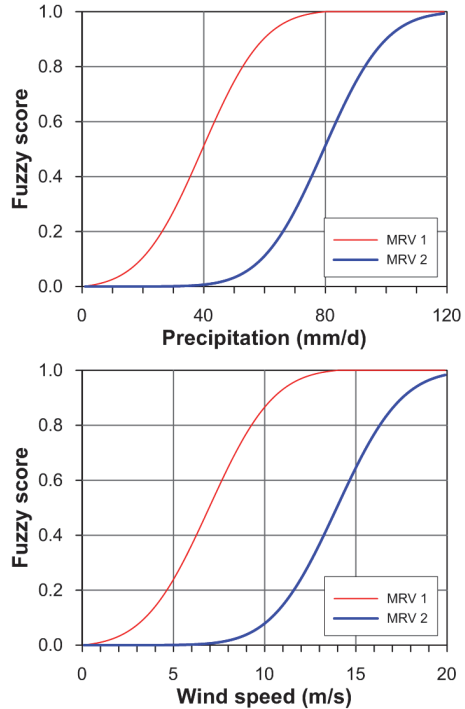 1.0
0.8
0.6
0.4
0.2
0.0
Fuzzy score
MRV 1
MRV 2
0 40 80 120
Precipitation (mm/d)
1.0
0.8
0.6
0.4
0.2
0.0
Fuzzy score
MRV 1
MRV 2
0 5 10 15 20
Wind speed (m/s)